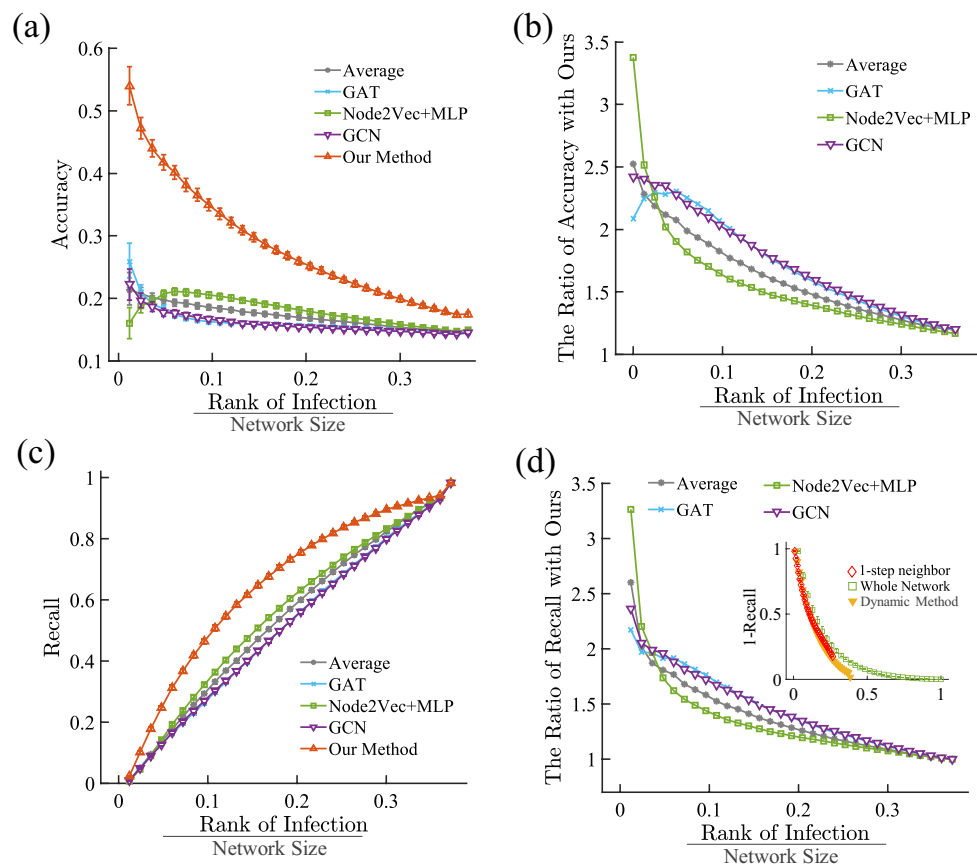 (a)
Accuracy
0.6
0.5
0.4
0.3
0.2
0.1
0
0.1
0.2
0.3
Average
GAT
Node2Vec+MLP
GCN
Our Method
Rank of Infection
Network Size
(b)
The Ratio of Accuracy with Ours
3.5
3
2.5
2
1.5
1
0
0.1
0.2
0.3
Average
GAT
Node2Vec+MLP
GCN
Rank of Infection
Network Size
(c)
Recall
1
0.8
0.6
0.4
0.2
0
0
0.1
0.2
0.3
Average
GAT
Node2Vec+MLP
GCN
Our Method
Rank of Infection
Network Size
(d)
The Ratio of Recall with Ours
3.5
3
2.5
2
1.5
1
0
0.1
0.2
0.3
Average
GAT
Node2Vec+MLP
GCN
1-Recall
1
0.5
0
0
0.5
1
1-step neighbor
Whole Network
Dynamic Method
Rank of Infection
Network Size